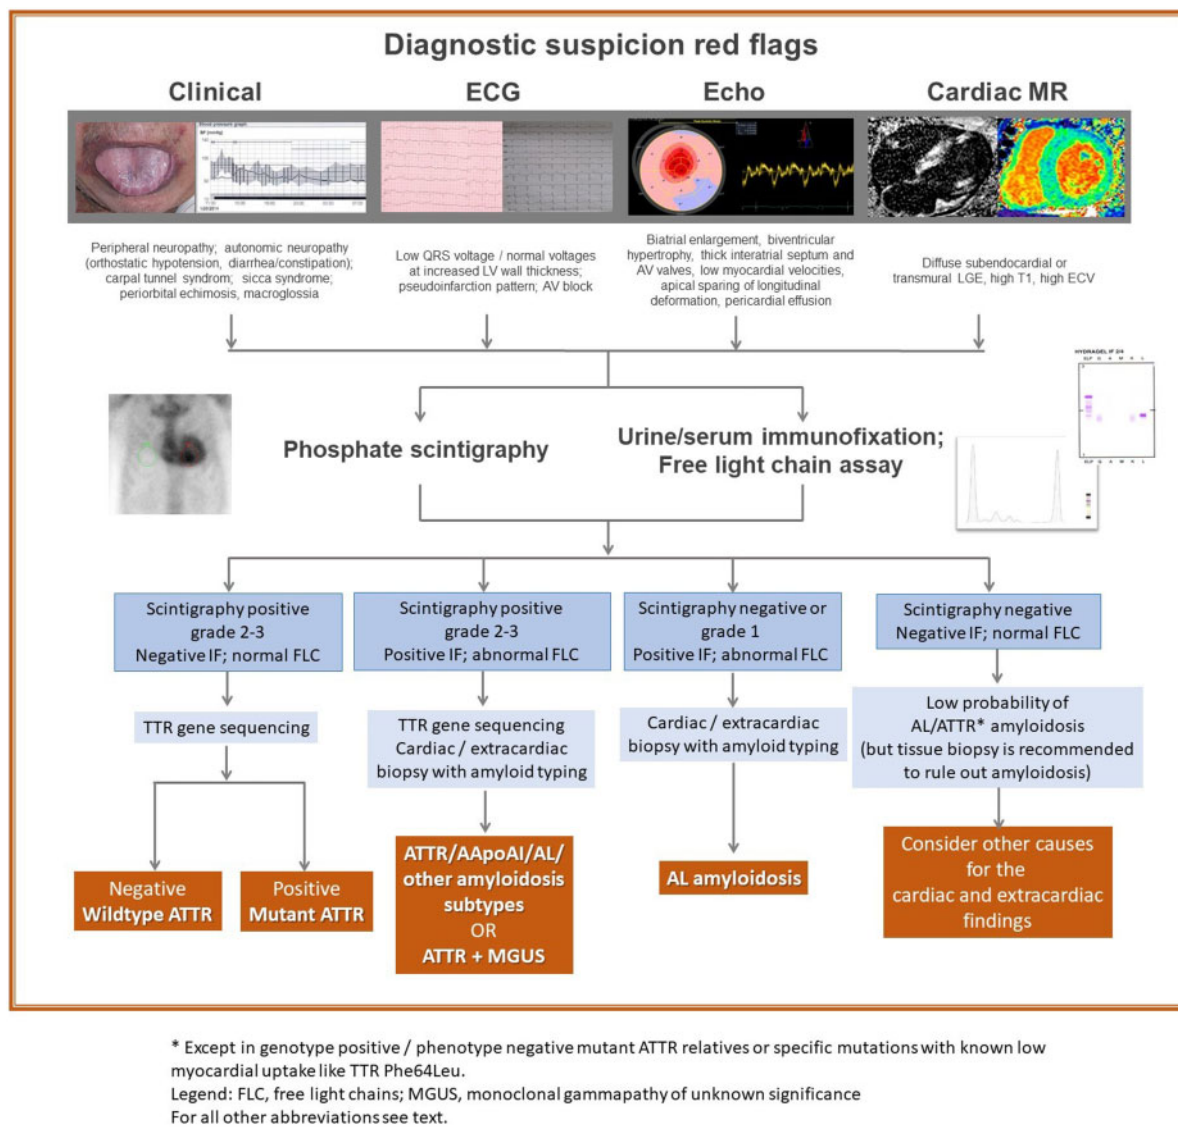 Diagnostic suspicion red flags
Clinical
ECG
Echo
Cardiac MR
Peripheral neuropathy; autonomic neuropathy
(orthostatic hypotension, diarrhea/constipation);
carpal tunnel syndrom; sicca syndrome;
periorbital echimosis, macroglossia
Low QRS voltage / normal voltages
at increased LV wall thickness;
pseudoinfarction pattern; AV block
Biatrial enlargement, biventricular
hypertrophy, thick interatrial septum and
AV valves, low myocardial velocities,
apical sparing of longitudinal
deformation, pericardial effusion
Diffuse subendocardial or
transmural LGE, high T1, high ECV
HYDRAGEL IF 2/4
ELP G A M K L
ELP G A M K L
Phosphate scintigraphy
Urine/serum immunofixation;
Free light chain assay
Scintigraphy positive
grade 2-3
Negative IF; normal FLC
Scintigraphy positive
grade 2-3
Positive IF; abnormal FLC
Scintigraphy negative or
grade 1
Positive IF; abnormal FLC
Scintigraphy negative
Negative IF; normal FLC
TTR gene sequencing
TTR gene sequencing
Cardiac / extracardiac
biopsy with amyloid typing
Cardiac / extracardiac
biopsy with amyloid typing
Low probability of
AL/ATTR* amyloidosis
(but tissue biopsy is recommended
to rule out amyloidosis)
Negative
Wildtype ATTR
Positive
Mutant ATTR
ATTR/AApoAI/AL/
other amyloidosis
subtypes
OR
ATTR + MGUS
AL amyloidosis
Consider other causes
for the
cardiac and extracardiac
findings
* Except in genotype positive / phenotype negative mutant ATTR relatives or specific mutations with known low
myocardial uptake like TTR Phe64Leu.
Legend: FLC, free light chains; MGUS, monoclonal gammapathy of unknown significance
For all other abbreviations see text.